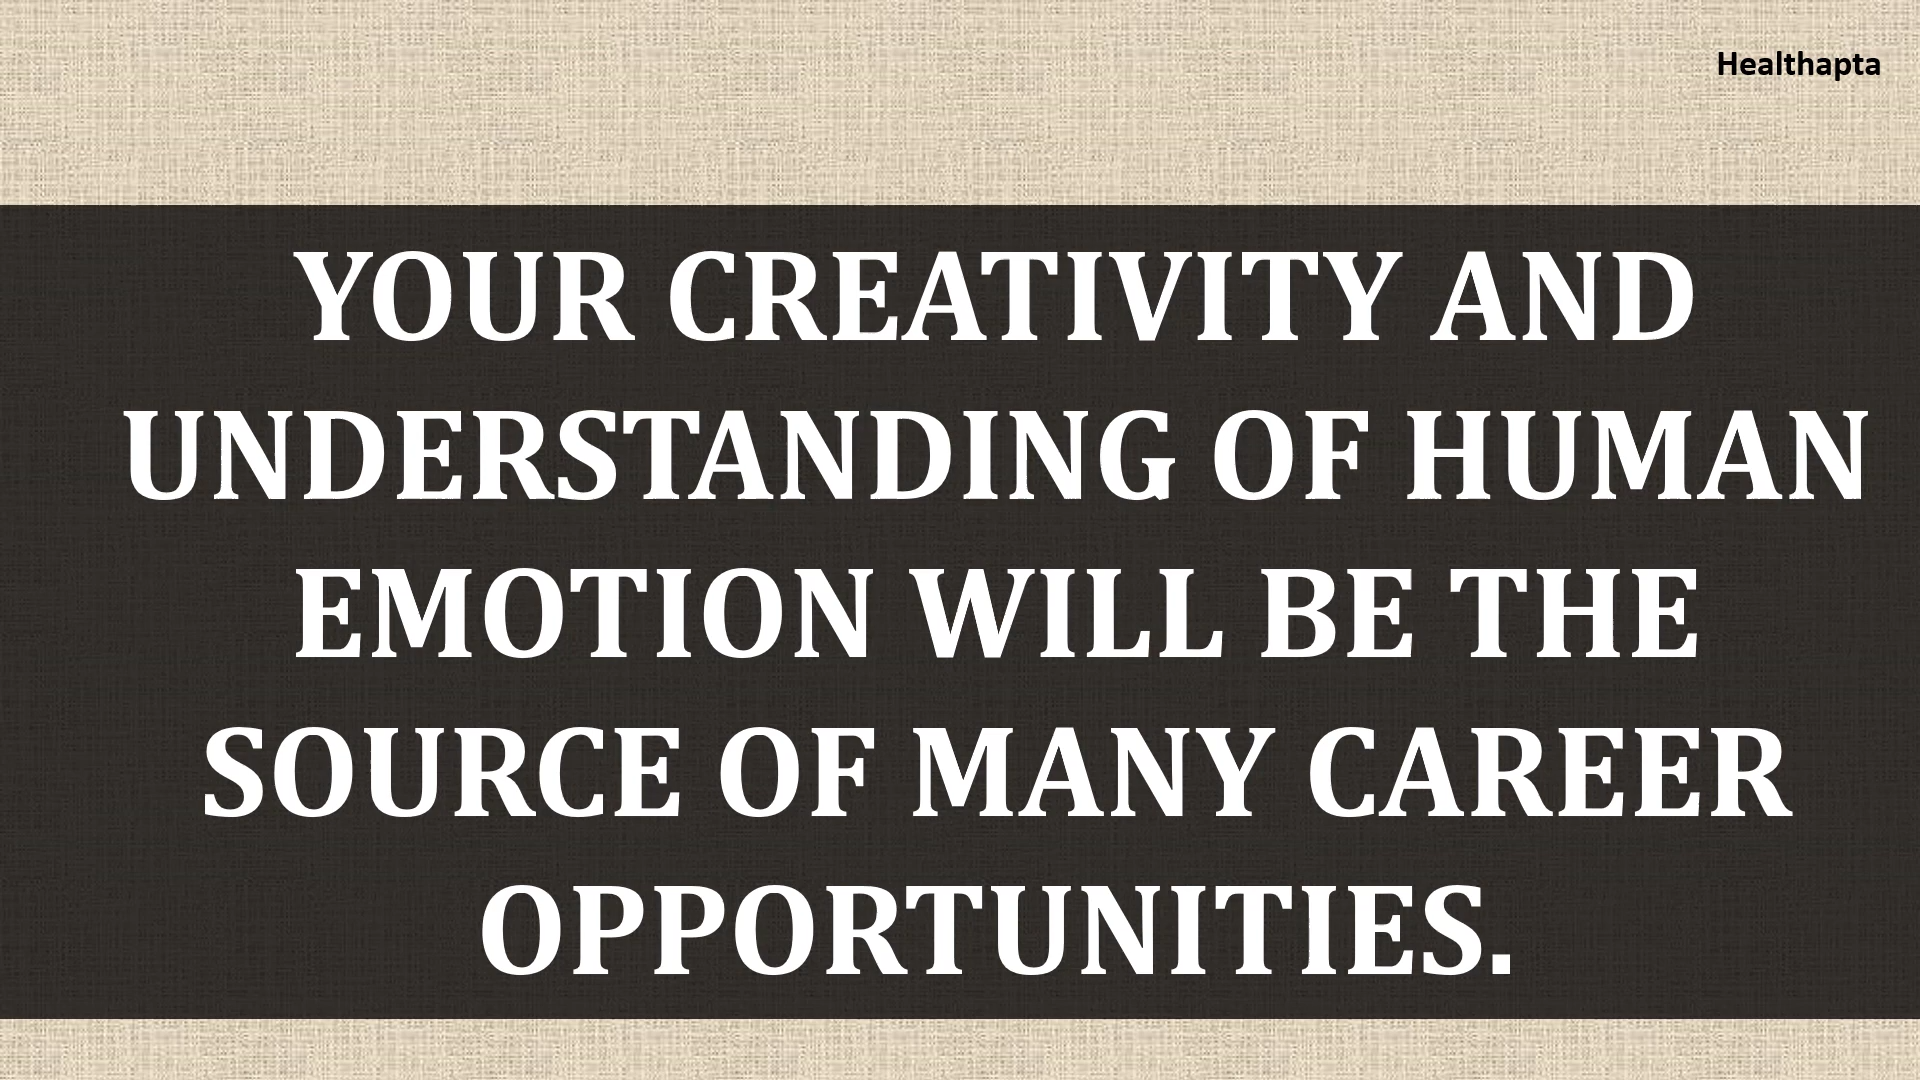 Healthapta
YOUR CREATIVITY AND
UNDERSTANDING OF HUMAN
EMOTION WILL BE THE
SOURCE OF MANY CAREER
OPPORTUNITIES.